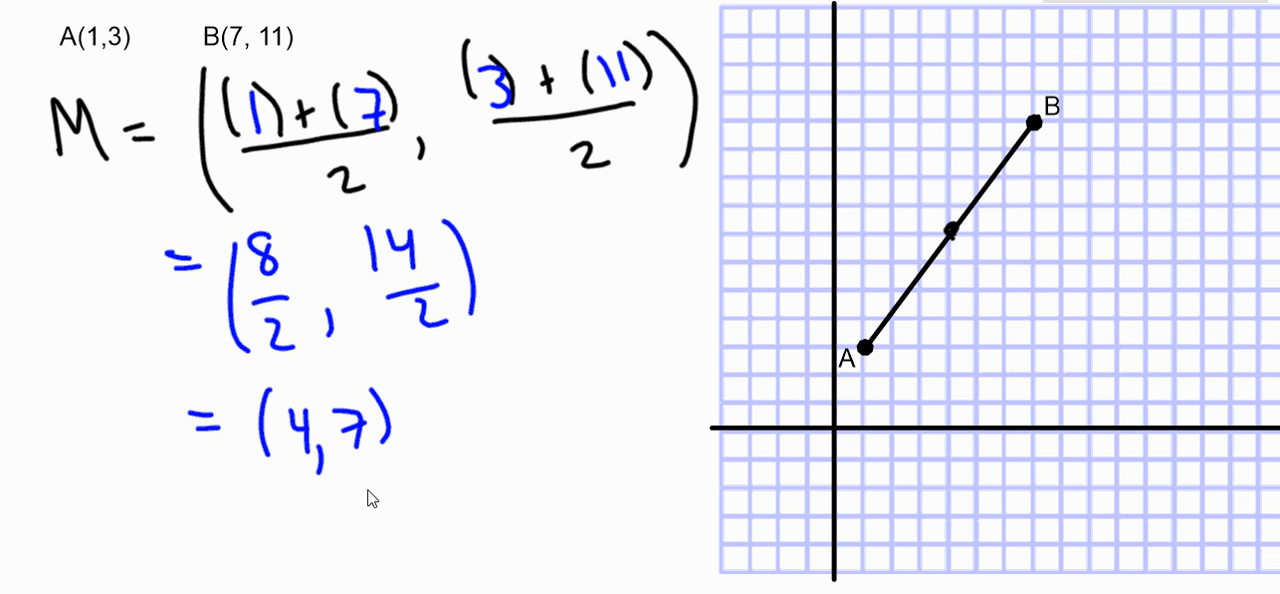 A(1,3) B(7, 11)
M = ((1)+(7)/2, (3)+(11)/2)
= (8/2, 14/2)
= (4,7)
B
A